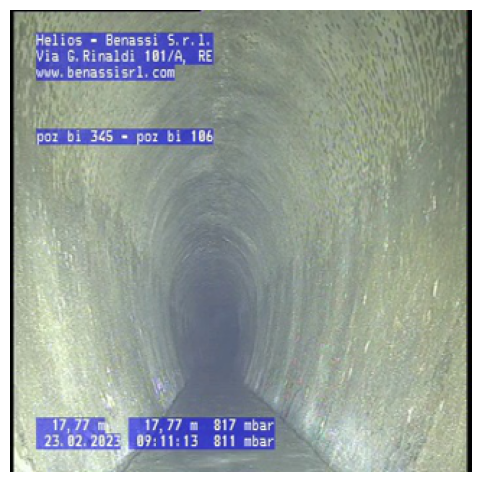 Helios - Benassi S.r.l.
Via G.Rinaldi 101/A, RE
www.benassisrl.com
poz bi 345 - poz bi 106
17,77 m 17,77 m 817 mbar
23.02.2023 09:11:13 811 mbar